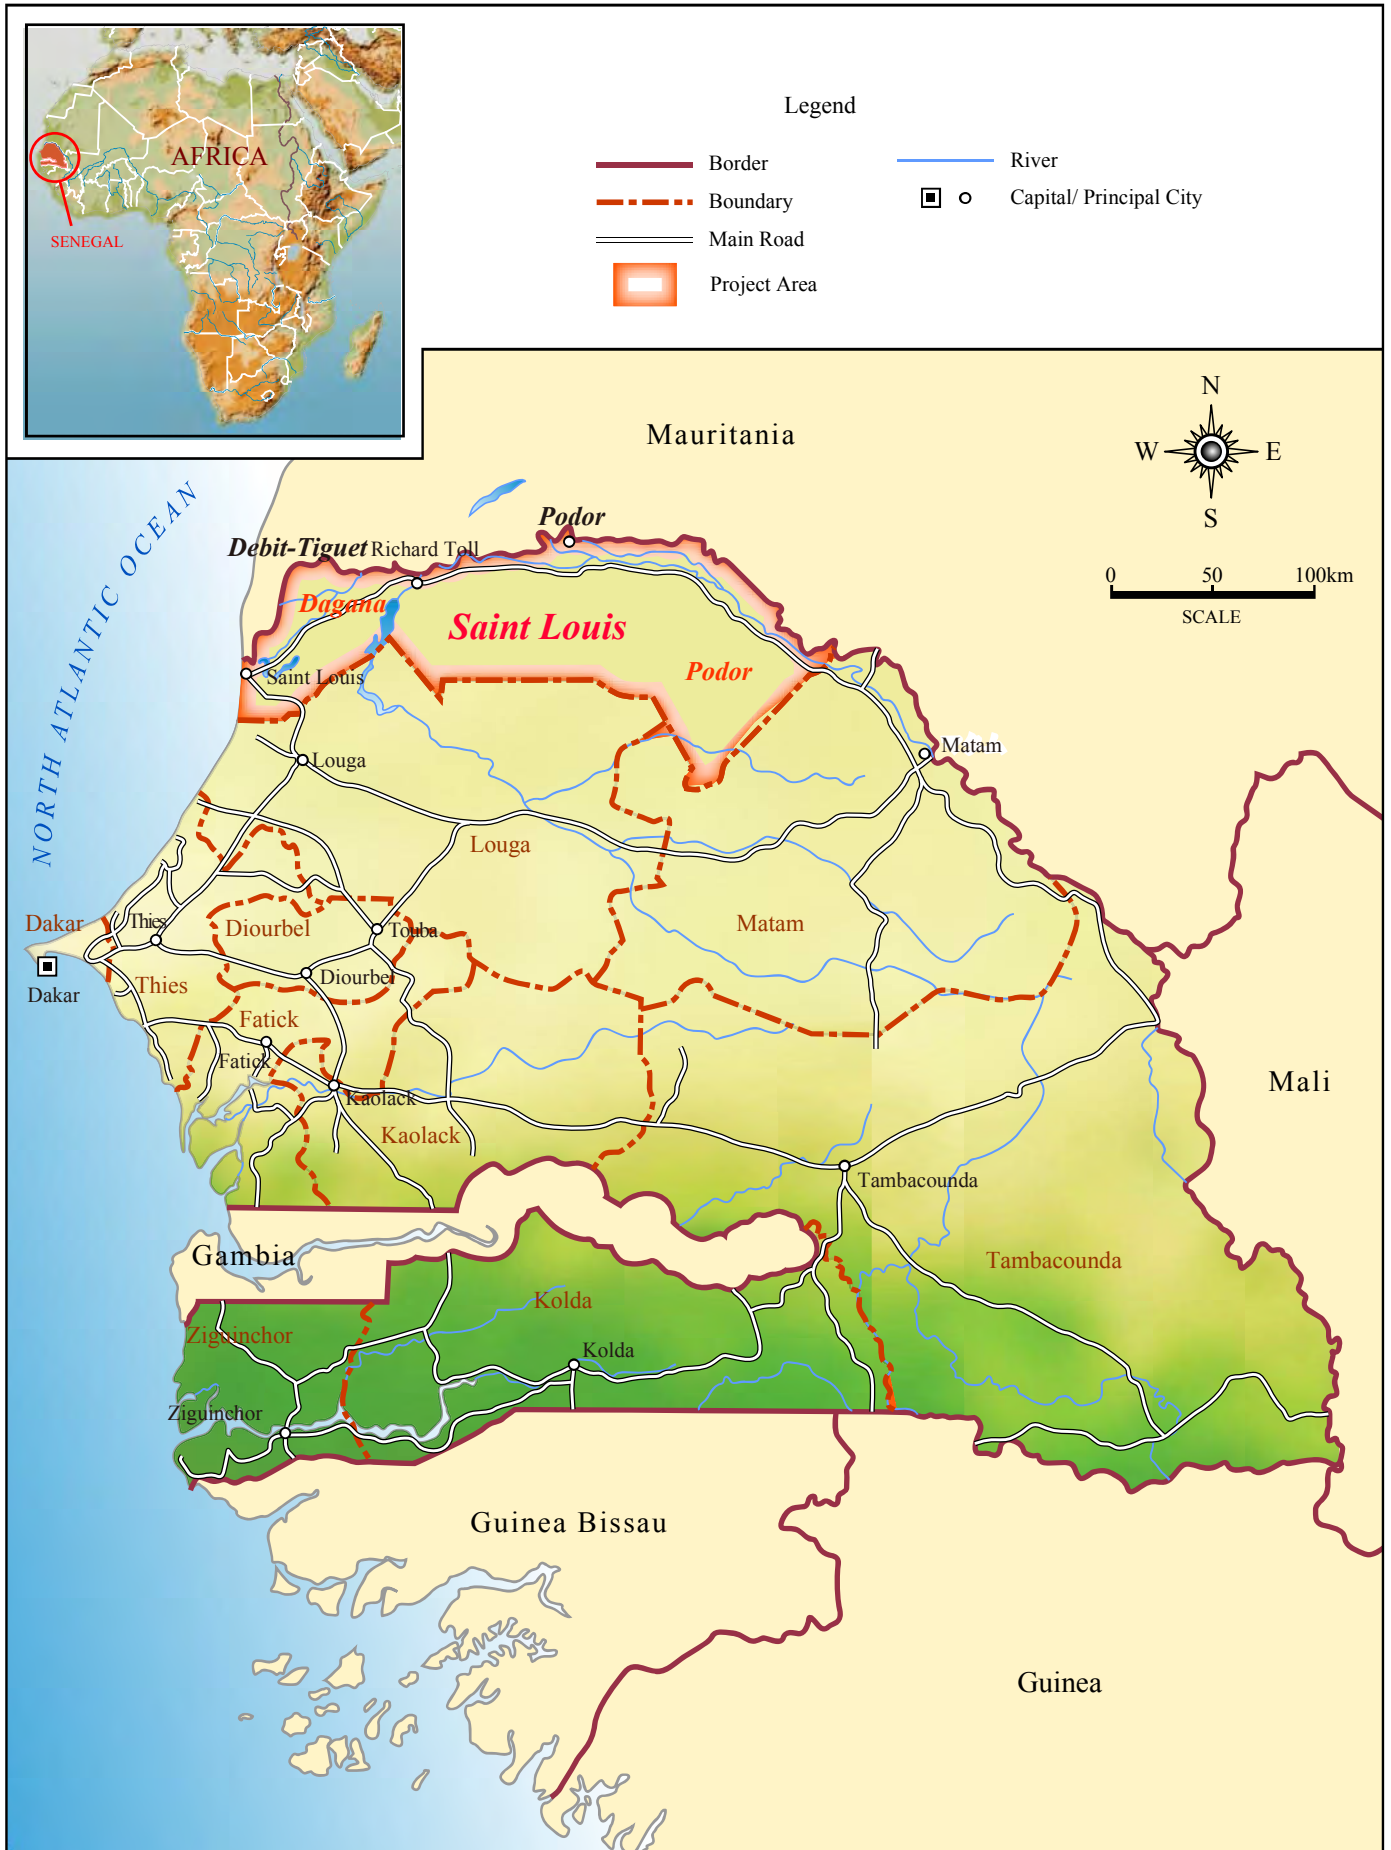 AFRICA
SENEGAL
Legend
Border
Boundary
Main Road
Project Area
River
Capital/ Principal City
N
W
E
S
0 50 100km
SCALE
Mauritania
NORTH ATLANTIC OCEAN
Podor
Debit-Tiguet Richard Toll
Dagana
Saint Louis
Podor
Saint Louis
Matam
Louga
Louga
Dakar
Thies
Diourbel
Touba
Matam
Diourbel
Dakar
Thies
Fatick
Fatick
Kaolack
Mali
Kaolack
Tambacounda
Gambia
Tambacounda
Kolda
Ziguinchor
Kolda
Ziguinchor
Guinea Bissau
Guinea